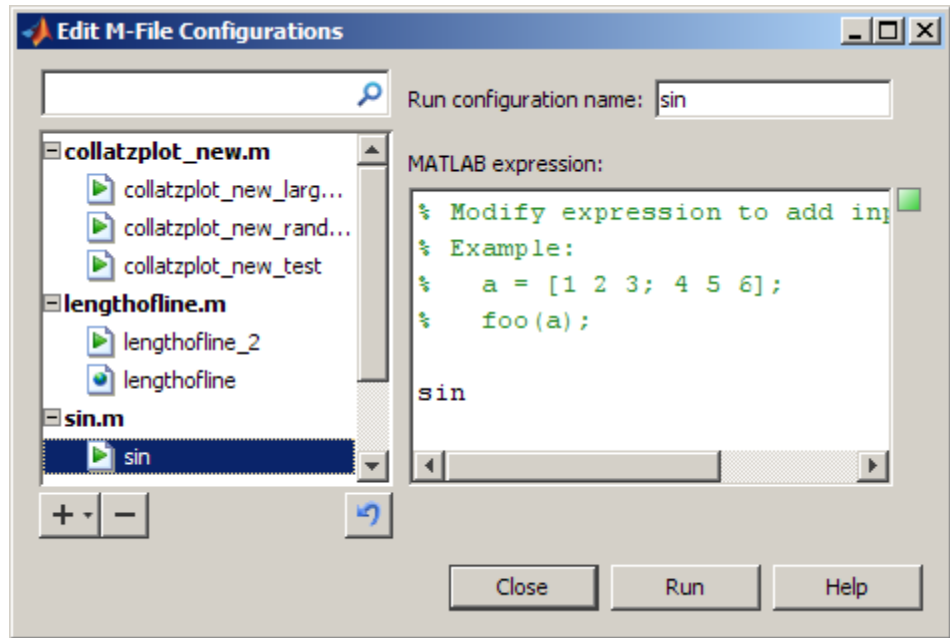 Edit M-File Configurations
Run configuration name: sin
collatzplot_new.m
collatzplot_new_larg...
collatzplot_new_rand...
collatzplot_new_test
lengthofline.m
lengthofline_2
lengthofline
sin.m
sin
MATLAB expression:
% Modify expression to add
% Example:
%   a = [1 2 3; 4 5 6];
%   foo(a);
sin
Close Run Help